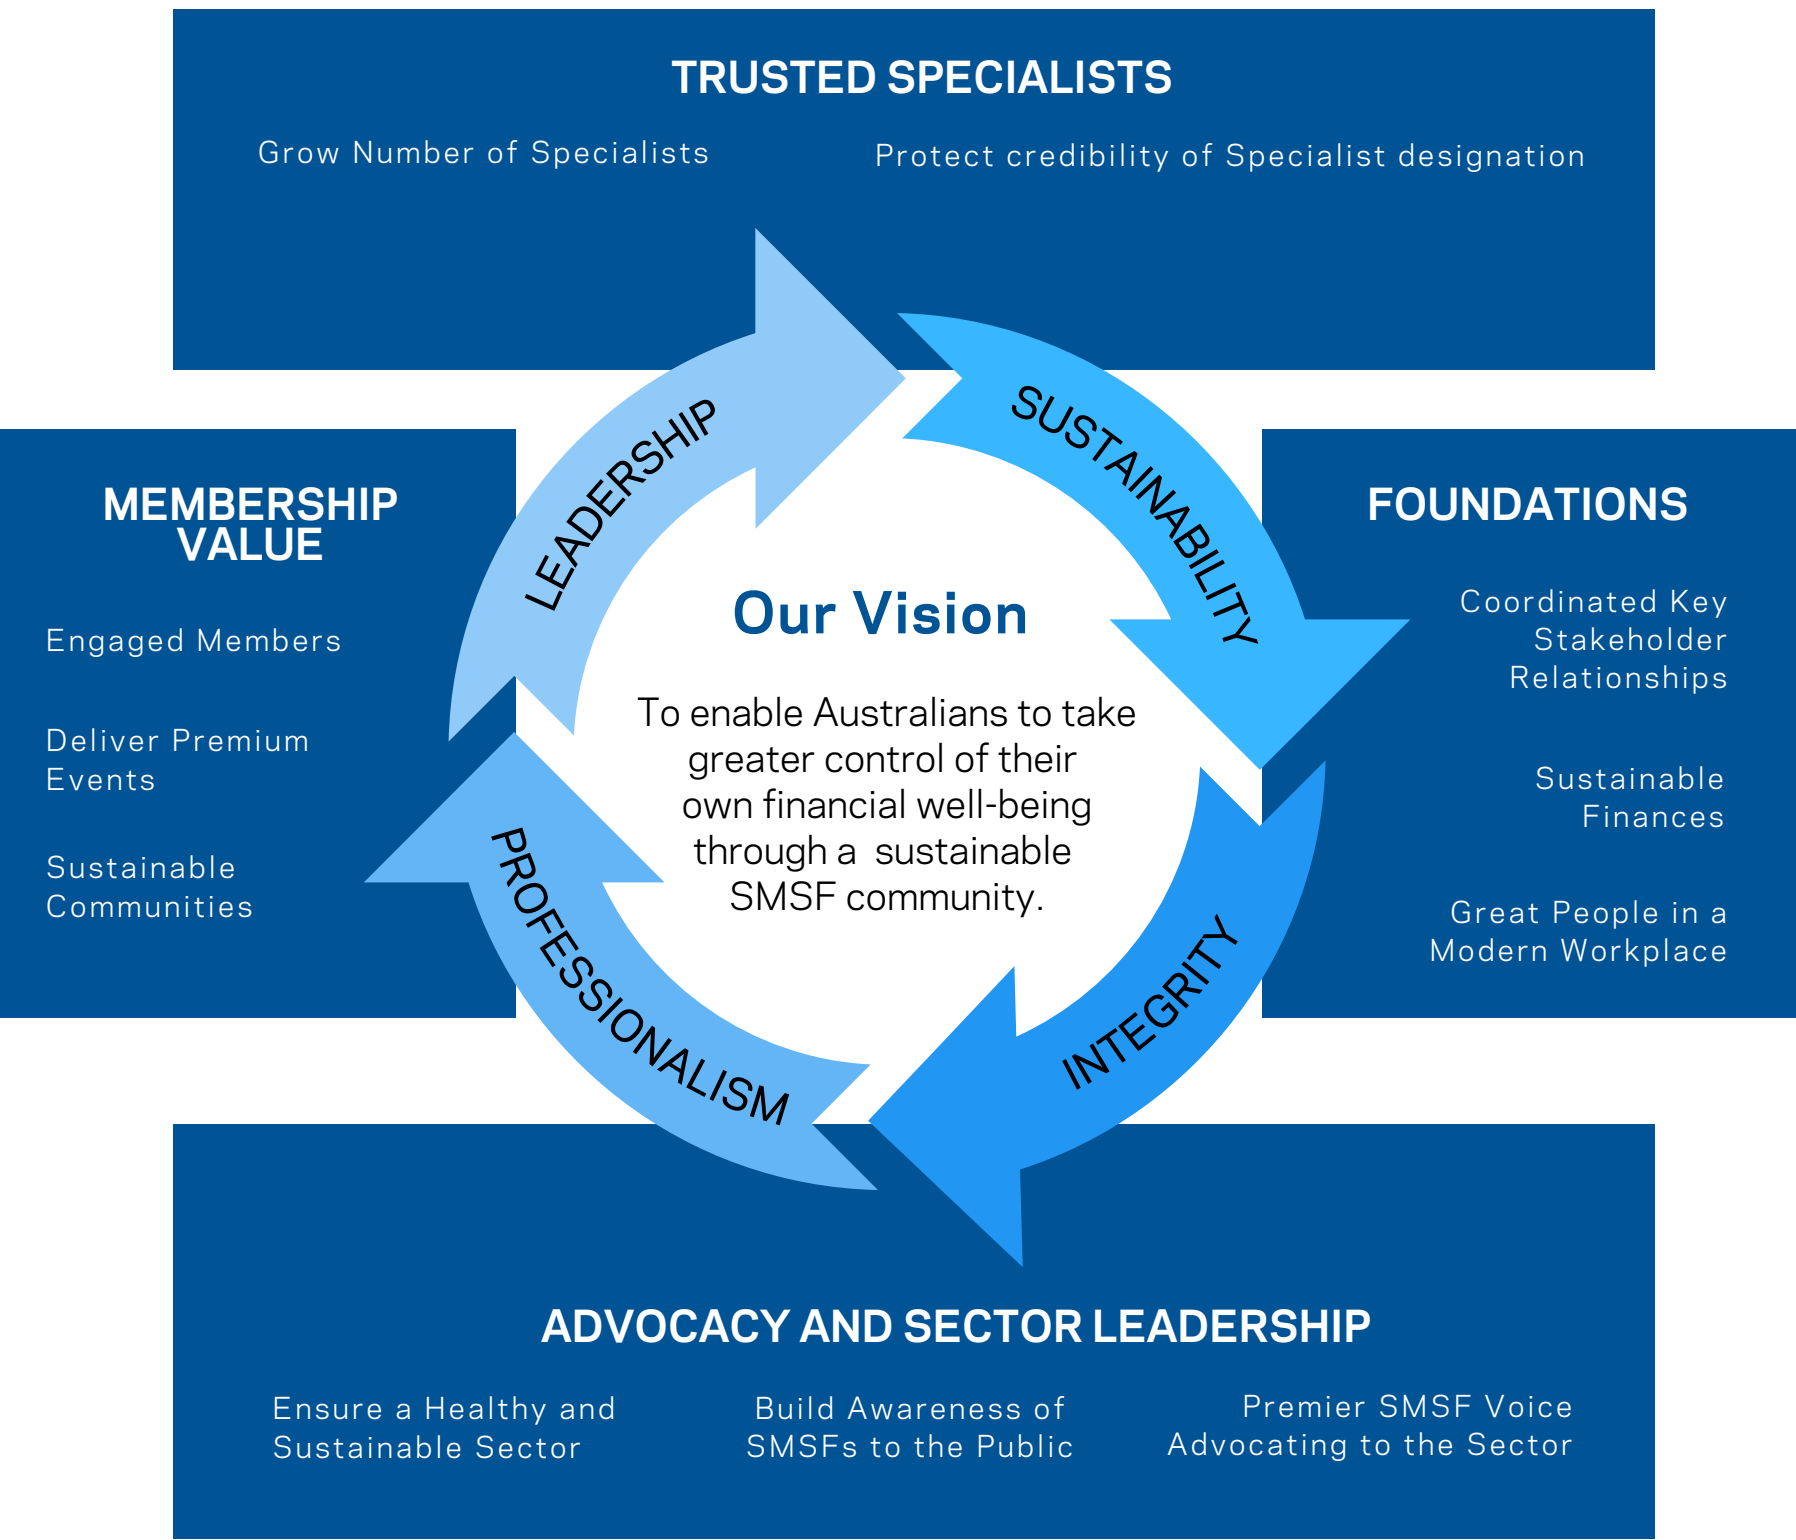 TRUSTED SPECIALISTS
Grow Number of Specialists
Protect credibility of Specialist designation
LEADERSHIP
SUSTAINABILITY
MEMBERSHIP
VALUE
Engaged Members
Deliver Premium
Events
Sustainable
Communities
Our Vision
To enable Australians to take
greater control of their
own financial well-being
through a sustainable
SMSF community.
FOUNDATIONS
Coordinated Key
Stakeholder
Relationships
Sustainable
Finances
Great People in a
Modern Workplace
PROFESSIONALISM
INTEGRITY
ADVOCACY AND SECTOR LEADERSHIP
Ensure a Healthy and
Sustainable Sector
Build Awareness of
SMSFs to the Public
Premier SMSF Voice
Advocating to the Sector